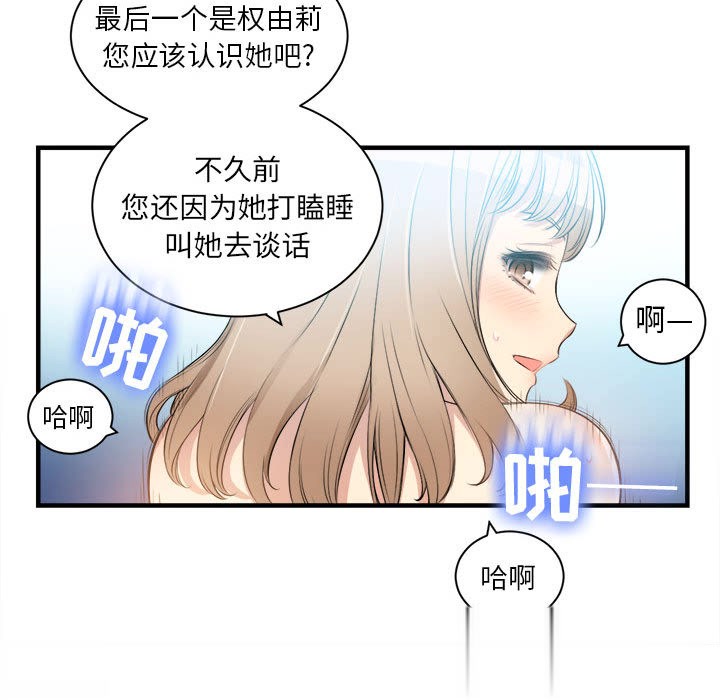 最后一个是权由莉
您应该认识她吧?
不久前
您还因为她打瞌睡
叫她去谈话
啊—
啪
哈啊
啪—
哈啊